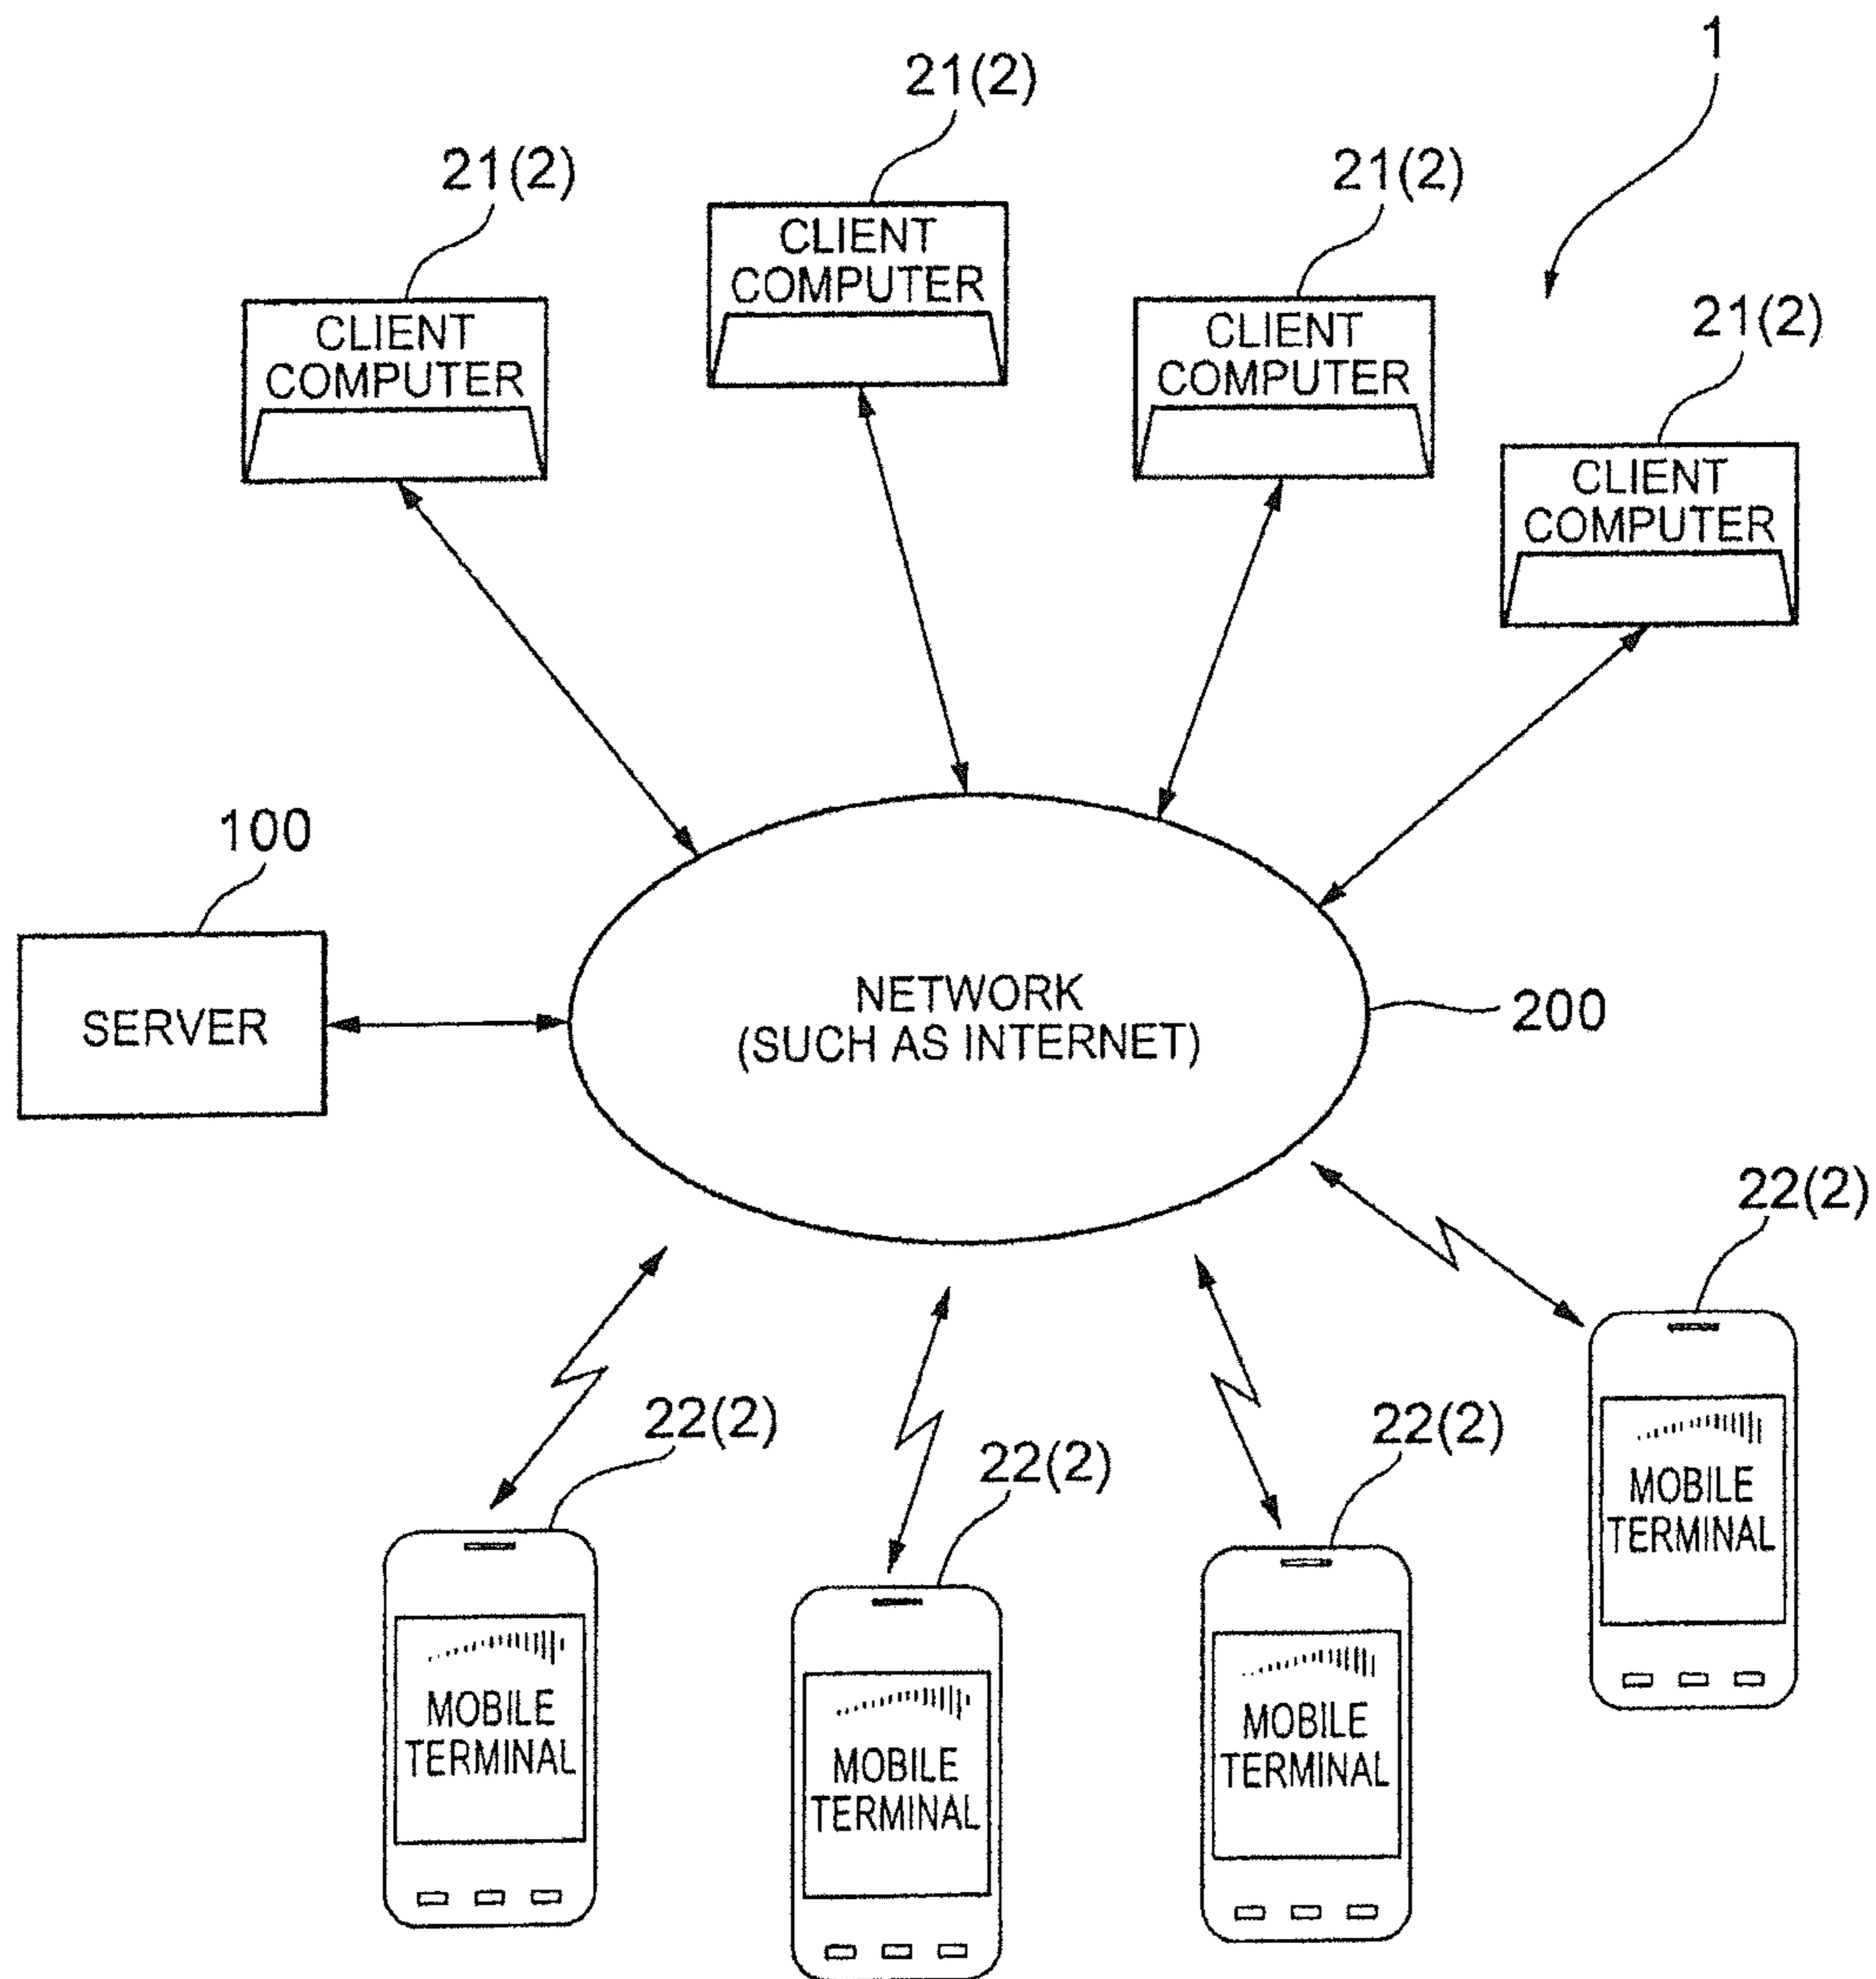 1
21(2)
21(2)
21(2)
21(2)
CLIENT
COMPUTER
CLIENT
COMPUTER
CLIENT
COMPUTER
CLIENT
COMPUTER
100
SERVER
NETWORK
(SUCH AS INTERNET)
200
22(2)
22(2)
22(2)
22(2)
MOBILE
TERMINAL
MOBILE
TERMINAL
MOBILE
TERMINAL
MOBILE
TERMINAL